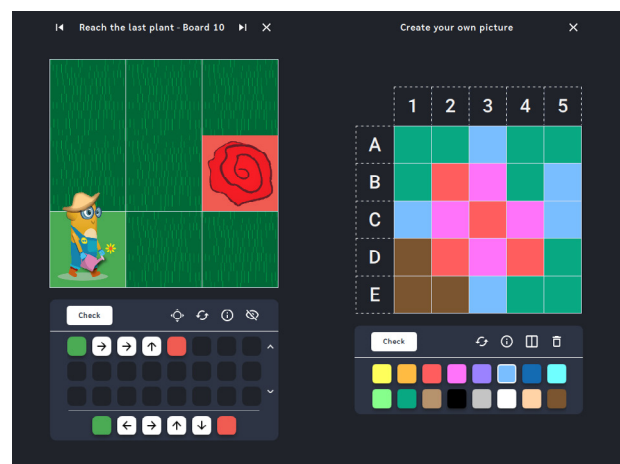 Reach the last plant - Board 10
Check
Create your own picture
1 2 3 4 5
A
B
C
D
E
Check